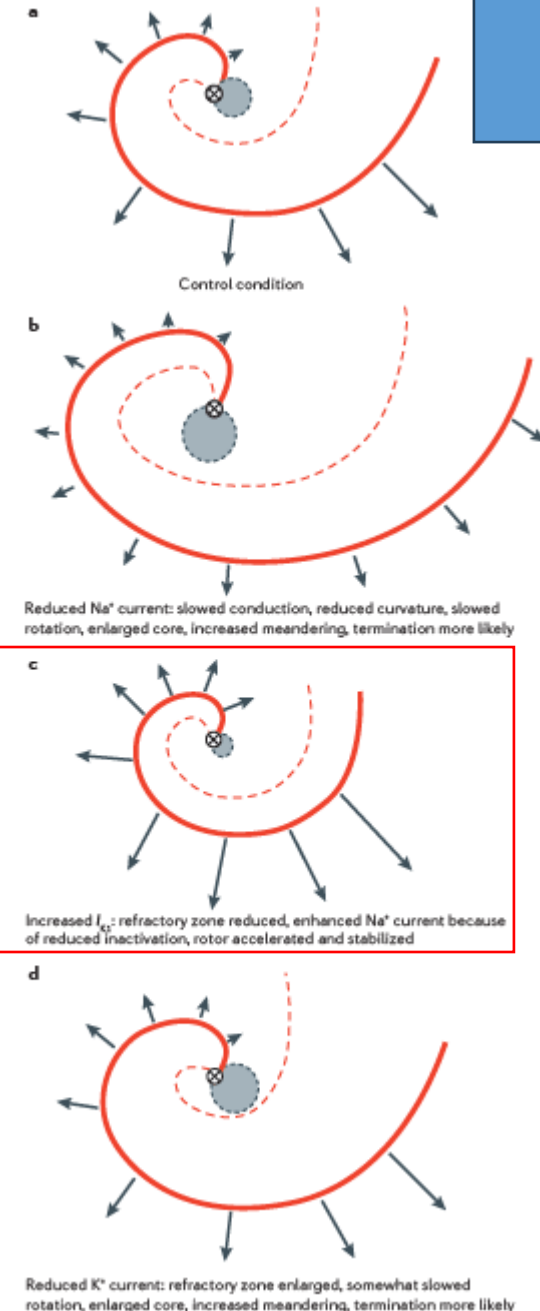 a
Control condition
b
Reduced Na⁺ current: slowed conduction, reduced curvature, slowed
rotation, enlarged core, increased meandering, termination more likely
c
Increased I_K1: refractory zone reduced, enhanced Na⁺ current because
of reduced inactivation, rotor accelerated and stabilized
d
Reduced K⁺ current: refractory zone enlarged, somewhat slowed
rotation, enlarged core, increased meandering, termination more likely